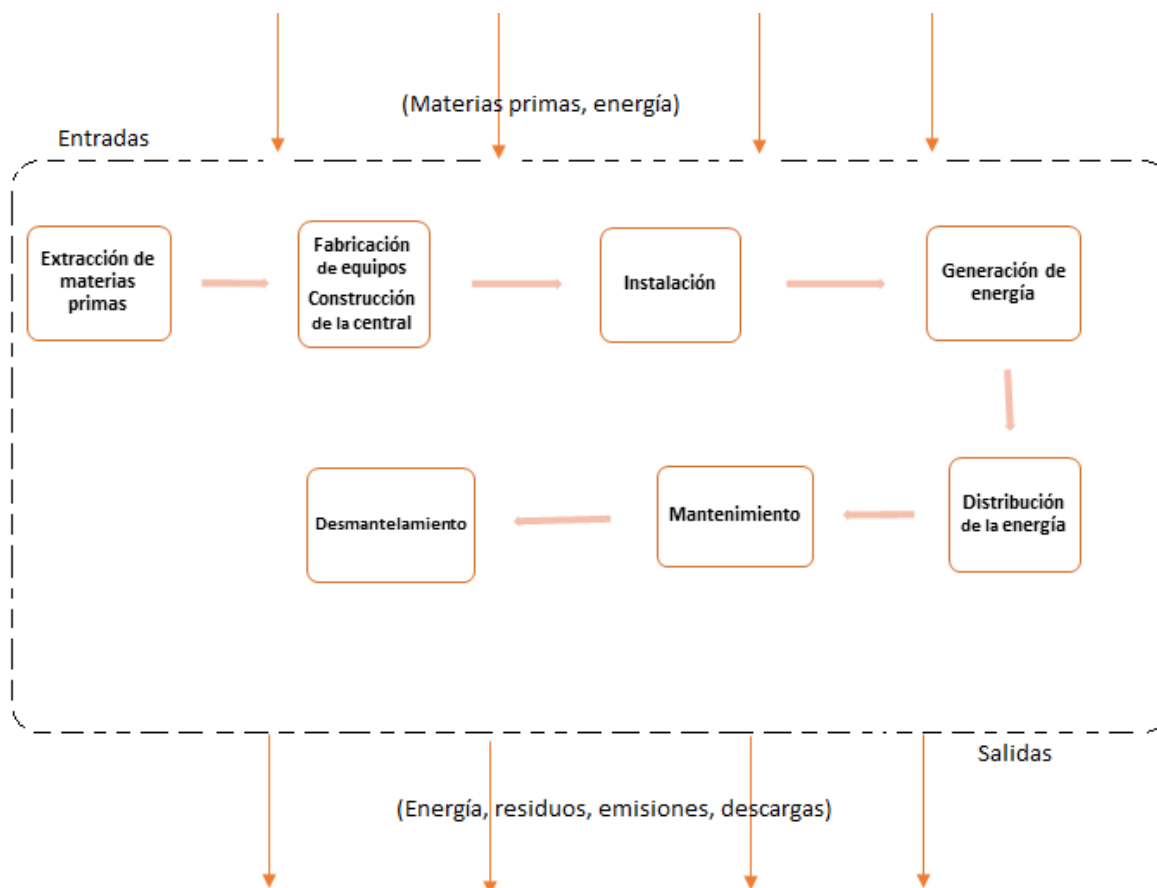 (Materias primas, energía)
Entradas
Extracción de
materias
primas
Fabricación
de equipos
Construcción
de la central
Instalación
Generación de
energía
Desmantelamiento
Mantenimiento
Distribución
de la energía
Salidas
(Energía, residuos, emisiones, descargas)